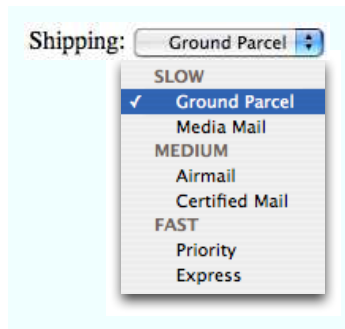 Shipping: Ground Parcel
SLOW
✓ Ground Parcel
Media Mail
MEDIUM
Airmail
Certified Mail
FAST
Priority
Express